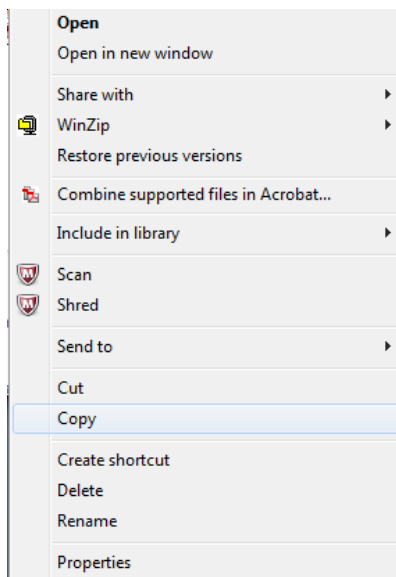 Open
Open in new window
Share with
WinZip
Restore previous versions
Combine supported files in Acrobat...
Include in library
Scan
Shred
Send to
Cut
Copy
Create shortcut
Delete
Rename
Properties